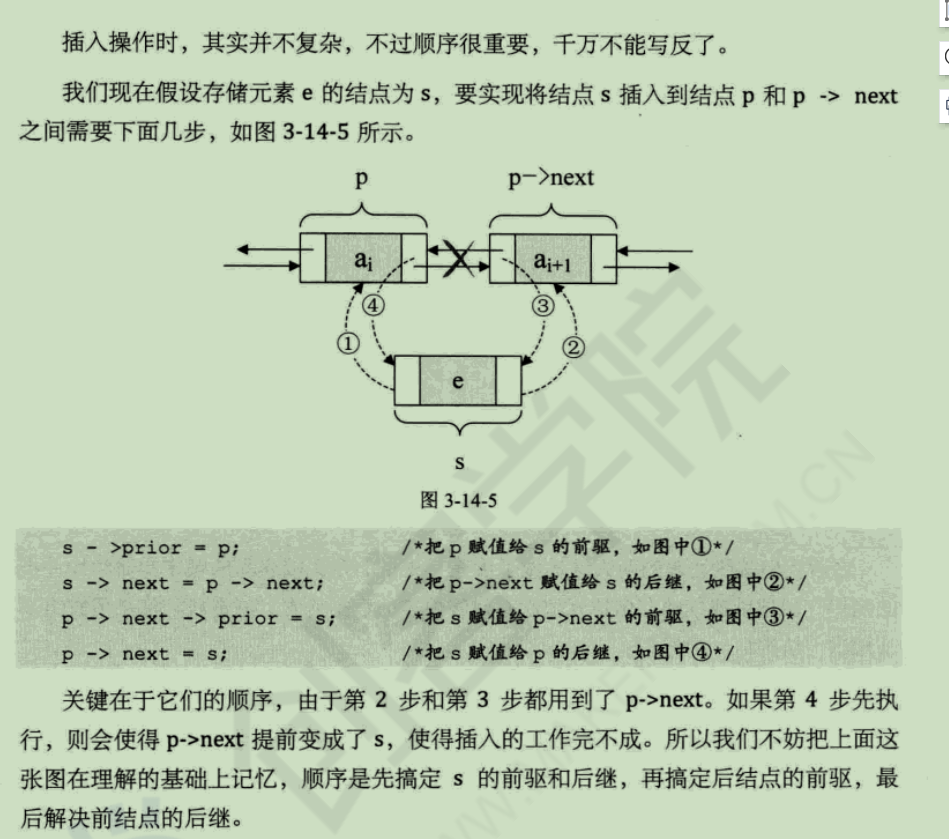 插入操作时，其实并不复杂，不过顺序很重要，千万不能写反了。
我们现在假设存储元素 e 的结点为 s，要实现将结点 s 插入到结点 p 和 p -> next
之间需要下面几步，如图 3-14-5 所示。
p p->next
ai ai+1
④ ③
① ②
e
s
图 3-14-5
s - >prior = p; /*把 p 赋值给 s 的前驱，如图中①*/
s -> next = p -> next; /*把 p->next 赋值给 s 的后继，如图中②*/
p -> next -> prior = s; /*把 s 赋值给 p->next 的前驱，如图中③*/
p -> next = s; /*把 s 赋值给 p 的后继，如图中④*/
关键在于它们的顺序，由于第 2 步和第 3 步都用到了 p->next。如果第 4 步先执
行，则会使得 p->next 提前变成了 s，使得插入的工作完不成。所以我们不妨把上面这
张图在理解的基础上记忆，顺序是先搞定 s 的前驱和后继，再搞定后结点的前驱，最
后解决前结点的后继。